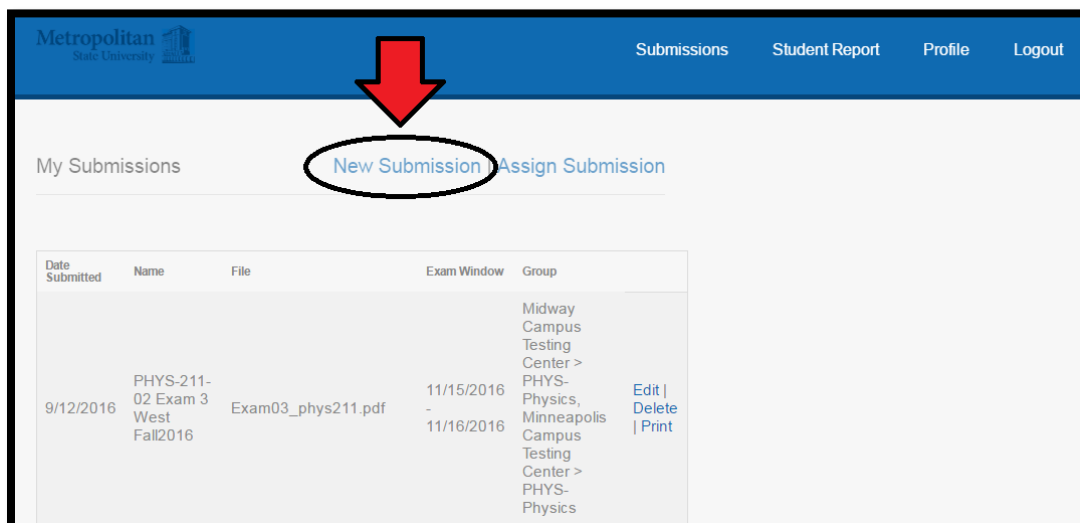 Metropolitan
State University
Submissions Student Report Profile Logout
My Submissions New Submission | Assign Submission
Date
Submitted
Name
File
Exam Window
Group
9/12/2016
PHYS-211-
02 Exam 3
West
Fall2016
Exam03_phys211.pdf
11/15/2016
-
11/16/2016
Midway
Campus
Testing
Center >
PHYS-
Physics,
Minneapolis
Campus
Testing
Center >
PHYS-
Physics
Edit |
Delete
| Print